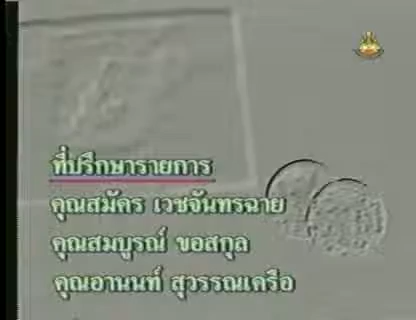 ที่ปรึกษารายการ
คุณสมัคร เวชจันทรฉาย
คุณสมบูรณ์ ขอสกุล
คุณอานนท์ สุวรรณเครือ